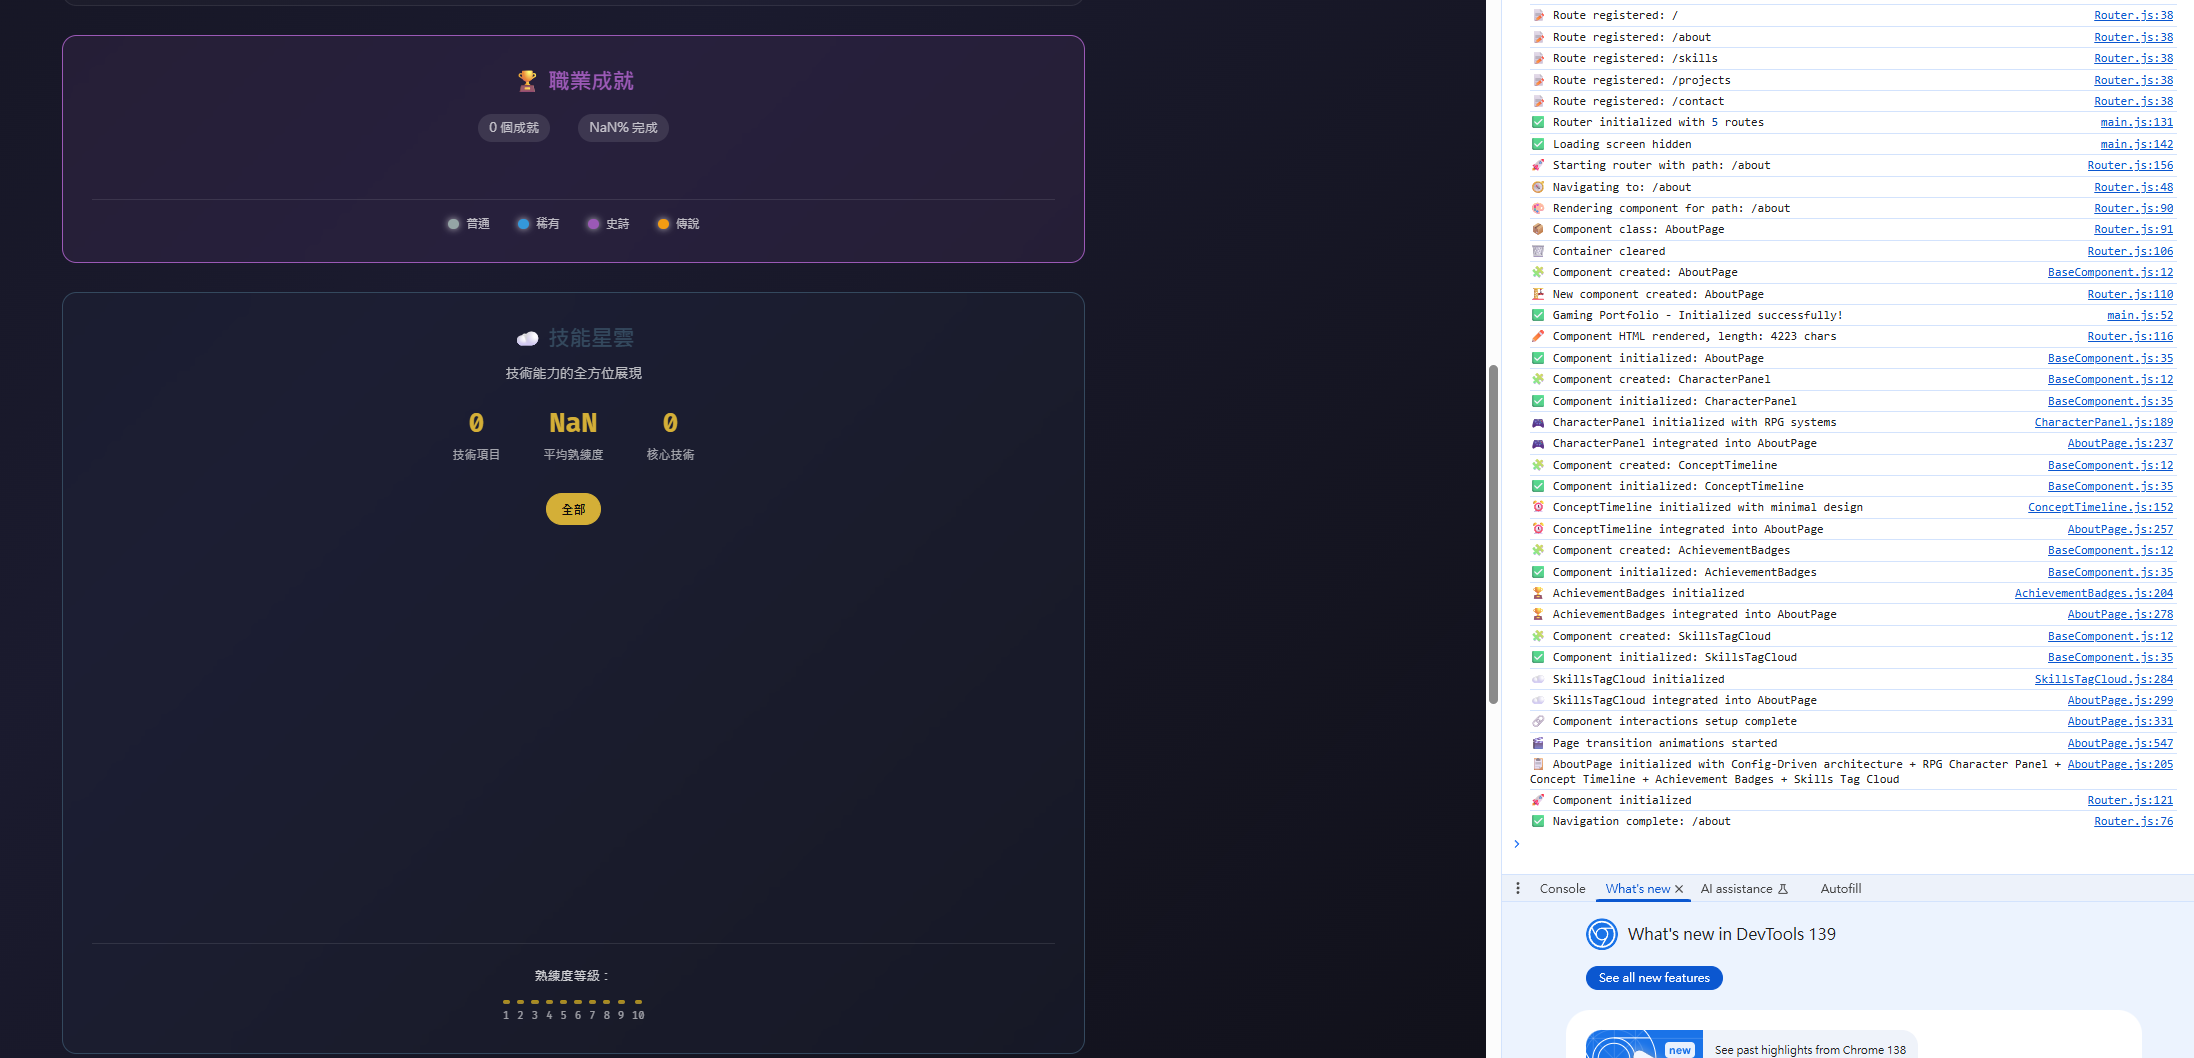 職業成就
0 個成就
NaN% 完成
普通
稀有
史詩
傳說
技能星雲
技術能力的全方位展現
0
NaN
0
技術項目
平均熟練度
核心技術
全部
熟練度等級：
1 2 3 4 5 6 7 8 9 10
Route registered: / Router.js:38
Route registered: /about Router.js:38
Route registered: /skills Router.js:38
Route registered: /projects Router.js:38
Route registered: /contact Router.js:38
Router initialized with 5 routes main.js:131
Loading screen hidden main.js:142
Starting router with path: /about Router.js:156
Navigating to: /about Router.js:48
Rendering component for path: /about Router.js:90
Component class: AboutPage Router.js:91
Container cleared Router.js:106
Component created: AboutPage BaseComponent.js:12
New component created: AboutPage Router.js:110
Gaming Portfolio - Initialized successfully! main.js:52
Component HTML rendered, length: 4223 chars Router.js:116
Component initialized: AboutPage BaseComponent.js:35
Component created: CharacterPanel BaseComponent.js:12
Component initialized: CharacterPanel BaseComponent.js:35
CharacterPanel initialized with RPG systems CharacterPanel.js:189
CharacterPanel integrated into AboutPage AboutPage.js:237
Component created: ConceptTimeline BaseComponent.js:12
Component initialized: ConceptTimeline BaseComponent.js:35
ConceptTimeline initialized with minimal design ConceptTimeline.js:152
ConceptTimeline integrated into AboutPage AboutPage.js:257
Component created: AchievementBadges BaseComponent.js:12
Component initialized: AchievementBadges BaseComponent.js:35
AchievementBadges initialized AchievementBadges.js:204
AchievementBadges integrated into AboutPage AboutPage.js:278
Component created: SkillsTagCloud BaseComponent.js:12
Component initialized: SkillsTagCloud BaseComponent.js:35
SkillsTagCloud initialized SkillsTagCloud.js:284
SkillsTagCloud integrated into AboutPage AboutPage.js:299
Component interactions setup complete AboutPage.js:331
Page transition animations started AboutPage.js:547
AboutPage initialized with Config-Driven architecture + RPG Character Panel + AboutPage.js:205
Concept Timeline + Achievement Badges + Skills Tag Cloud
Component initialized Router.js:121
Navigation complete: /about Router.js:76
Console
What's new
AI assistance
Autofill
What's new in DevTools 139
See all new features
new
See past highlights from Chrome 138